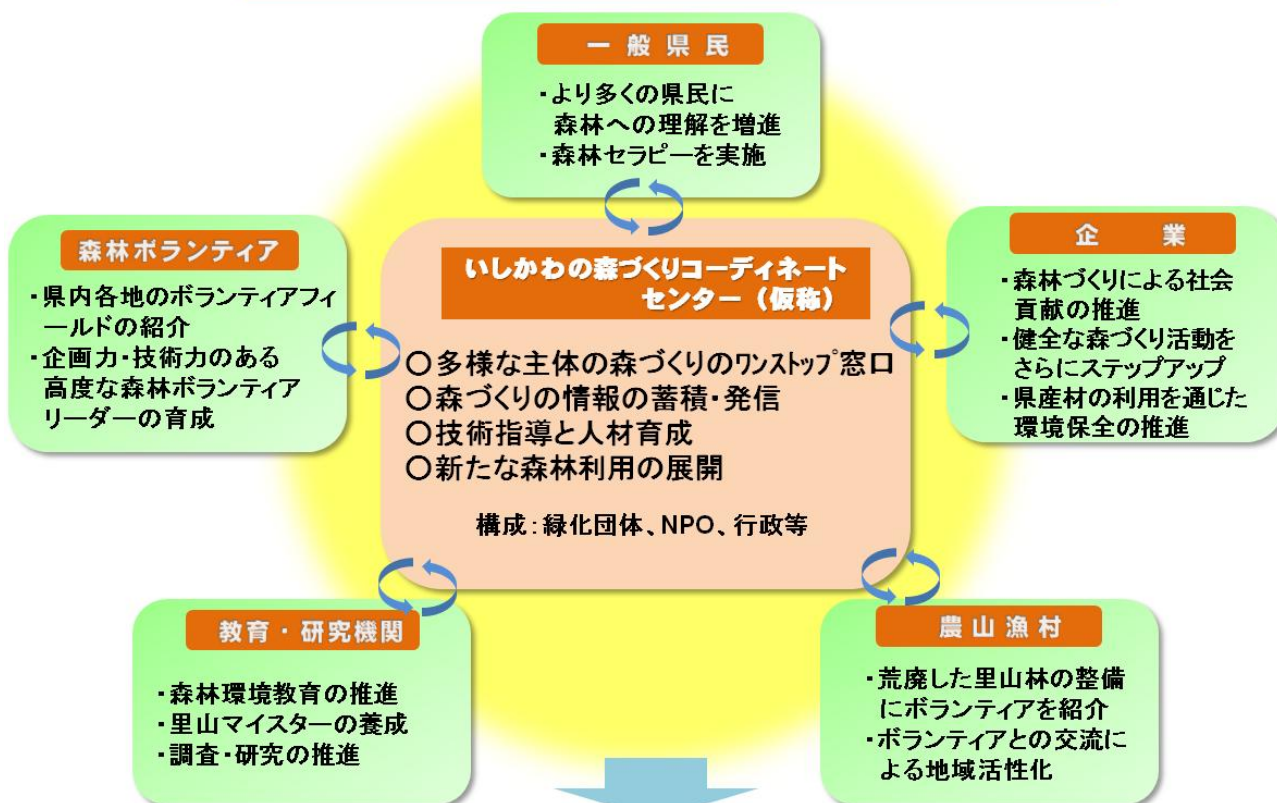 一般県民
・より多くの県民に
森林への理解を増進
・森林セラピーを実施
森林ボランティア
・県内各地のボランティアフィ
ールドの紹介
・企画力・技術力のある
高度な森林ボランティア
リーダーの育成
いしかわの森づくりコーディネート
センター（仮称）
○多様な主体の森づくりのワンストップ窓口
○森づくりの情報の蓄積・発信
○技術指導と人材育成
○新たな森林利用の展開
構成：緑化団体、NPO、行政等
企業
・森林づくりによる社会
貢献の推進
・健全な森づくり活動を
さらにステップアップ
・県産材の利用を通じた
環境保全の推進
教育・研究機関
・森林環境教育の推進
・里山マイスターの養成
・調査・研究の推進
農山漁村
・荒廃した里山林の整備
にボランティアを紹介
・ボランティアとの交流に
よる地域活性化